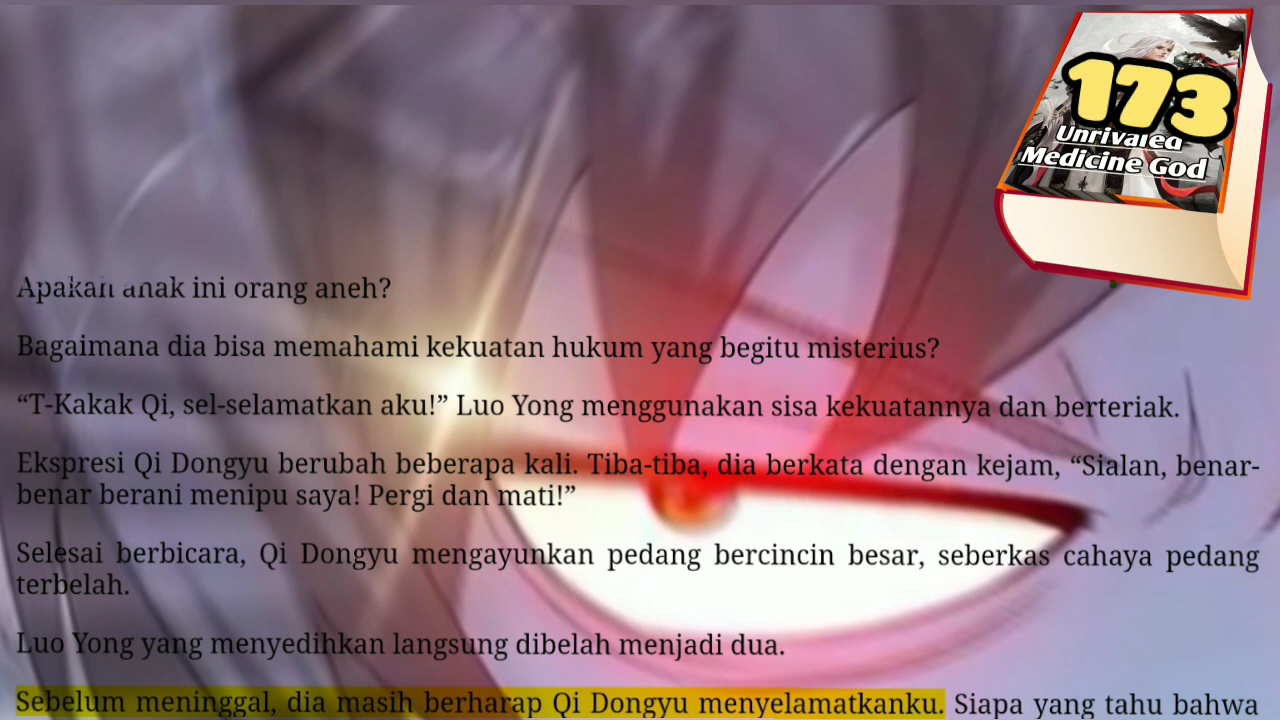 173
Unrivaled
Medicine God
Apakah anak ini orang aneh?
Bagaimana dia bisa memahami kekuatan hukum yang begitu misterius?
“T-Kakak Qi, sel-selamatkan aku!” Luo Yong menggunakan sisa kekuatannya dan berteriak.
Ekspresi Qi Dongyu berubah beberapa kali. Tiba-tiba, dia berkata dengan kejam, “Sialan, benar-
benar berani menipu saya! Pergi dan mati!”
Selesai berbicara, Qi Dongyu mengayunkan pedang bercincin besar, seberkas cahaya pedang
terbelah.
Luo Yong yang menyedihkan langsung dibelah menjadi dua.
Sebelum meninggal, dia masih berharap Qi Dongyu menyelamatkanku. Siapa yang tahu bahwa